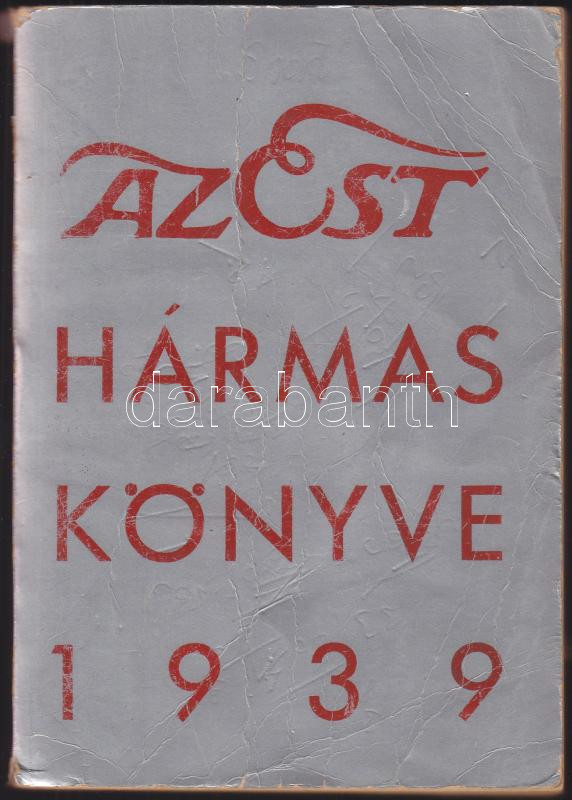 AZ EST
HÁRMAS
darabanth
KÖNYVE
1939